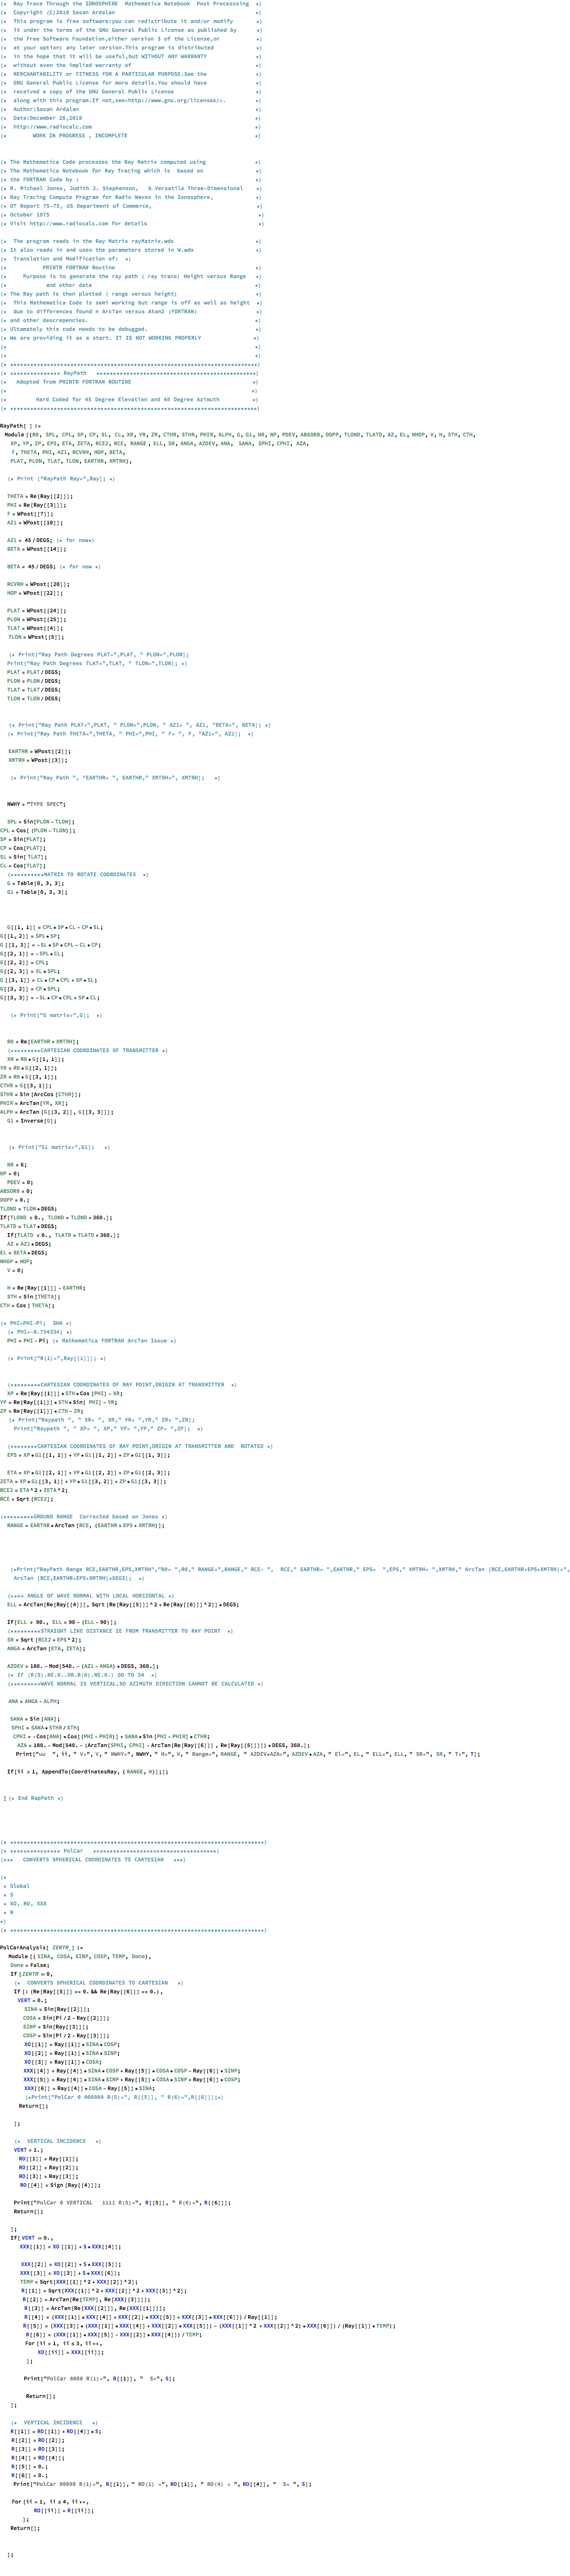 (* Ray Trace Through the IONOSPHERE Mathematica Notebook Post Processsing *)
(* Copyright (C)2018 Sasan Ardalan
(* This program is free software:you can redistribute it and/or modify *)
(* it under the terms of the GNU General Public License as published by *)
(* the Free Software Foundation,either version 3 of the License,or *)
(* at your option) any later version.This program is distributed *)
(* in the hope that it will be useful,but WITHOUT ANY WARRANTY *)
(* without even the implied warranty of *)
(* MERCHANTABILITY or FITNESS FOR A PARTICULAR PURPOSE.See the *)
(* GNU General Public License for more details.You should have *)
(* received a copy of the GNU General Public License *)
(* along with this program.If not,see<http://www.gnu.org/licenses/>. *)
(* Author:Sasan Ardalan *)
(* Date:December 28,2018 *)
(* http://www.radiocalc.com *)
(* WORK IN PROGRESS , INCOMPLETE *)
(* The Mathematica Code processes the Ray Matrix computed using *)
(* The Mathematica Notebook for Ray Tracing which is based on *)
(* the FORTRAN Code by :
(* R. Michael Jones, Judith J. Stephenson, A Versatile Three-Dimensional *)
(* Ray Tracing Compute Program for Radio Waves in the Ionosphere, *)
(* OT Report 75-75, US Department of Commerce, *)
(* October 1975 *)
(* Visit http://www.radiocalc.com for details *)
(* The program reads in the Ray Matrix rayMatrix.wdx *)
(* It also reads in and uses the parameters stored in W.wdx *)
(* Translation and Modification of: *)
(* PRINTR FORTRAN Routine *)
(* Purpose is to generate the ray path ( ray trace) Height versus Range *)
(* and other data *)
(* The Ray path is then plotted ( range versus height) *)
(* This Mathematica Code is semi working but range is off as well as height *)
(* due to differences found n ArcTan versus Atan2 (FORTRAN) *)
(* and other descrepencies. *)
(* Ultamately this code needs to be debugged. *)
(* We are providing it as a start. IT IS NOT WORKING PROPERLY *)
(* *)
(* *)
(* *************** RayPath *)
(* Adopted from PRINTR FORTRAN ROUTINE *)
(* *)
(* Hard Coded for 45 Degree Elevation and 45 Degree Azimuth *)
RayPath[ ] :=
Module [{R0, SPL, CPL, SP, CP, SL, CL, XR, YR, ZR, CTHR, STHR, PHIR, ALPH, G, G1, NR, NP, PDEV, ABSORB, DOPP, TLOND, TLATD, AZ, EL, NHOP, V, H, STH, CTH,
XP, YP, ZP, EPS, ETA, ZETA, RCE2, RCE, RANGE , ELL, SR, ANGA, AZDEV, ANA, SANA, SPHI, CPHI, AZA,
F, THETA, PHI, AZ1, RCVRH, HOP, BETA,
PLAT, PLON, TLAT, TLON, EARTHR, XMTRH},
(* Print ["RayPath Ray=",Ray]; *)
THETA = Re[Ray[[2]]];
PHI = Re[Ray[[3]]];
F = WPost[[7]];
AZ1 = WPost[[10]];
AZ1 = 45 / DEGS; (* for now*)
BETA = WPost[[14]];
BETA = 45 / DEGS; (* for now *)
RCVRH = WPost[[20]];
HOP = WPost[[22]];
PLAT = WPost[[24]];
PLON = WPost[[25]];
TLAT = WPost[[4]];
TLON = WPost[[5]];
(* Print["Ray Path Degrees PLAT=",PLAT, " PLON=",PLON];
Print["Ray Path Degrees TLAT=",TLAT, " TLON=",TLON]; *)
PLAT = PLAT / DEGS;
PLON = PLON / DEGS;
TLAT = TLAT / DEGS;
TLON = TLON / DEGS;
(* Print["Ray Path PLAT=",PLAT, " PLON=",PLON, " AZ1= ", AZ1, "BETA=", BETA]; *)
(* Print["Ray Path THETA=",THETA, " PHI=",PHI, " F= ", F, "AZ1=", AZ1]; *)
EARTHR = WPost[[2]];
XMTRH = WPost[[3]];
(* Print["Ray Path ", "EARTHR= ", EARTHR," XMTRH=", XMTRH]; *)
NWHY = "TYPE SPEC";
SPL = Sin[PLON - TLON];
CPL = Cos[ (PLON - TLON)];
SP = Sin[PLAT];
CP = Cos[PLAT];
SL = Sin[ TLAT];
CL = Cos[TLAT];
(**********MATRIX TO ROTATE COORDINATES *)
G = Table[0, 3, 3];
G1 = Table[0, 3, 3];
G[[1, 1]] = CPL * SP * CL - CP * SL;
G[[1, 2]] = SPL * SP;
G [[1, 3]] = -SL * SP * CPL - CL * CP;
G[[2, 1]] = -SPL * CL;
G[[2, 2]] = CPL;
G[[2, 3]] = SL * SPL;
G [[3, 1]] = CL * CP * CPL + SP * SL;
G[[3, 2]] = CP * SPL;
G[[3, 3]] = -SL * CP * CPL + SP * CL;
(* Print["G matrix=",G]; *)
R0 = Re[EARTHR + XMTRH];
(*********CARTESIAN COORDINATES OF TRANSMITTER *)
XR = R0 * G[[1, 1]];
YR = R0 * G[[2, 1]];
ZR = R0 * G[[3, 1]];
CTHR = G[[3, 1]];
STHR = Sin [ArcCos [CTHR]];
PHIR = ArcTan[YR, XR];
ALPH = ArcTan [G[[3, 2]], G[[3, 3]]];
G1 = Inverse[G];
(* Print["G1 matrix=",G1]; *)
NR = 6;
NP = 0;
PDEV = 0;
ABSORB = 0;
DOPP = 0.;
TLOND = TLON * DEGS;
If[TLOND < 0., TLOND = TLOND + 360.];
TLATD = TLAT * DEGS;
If[TLATD < 0., TLATD = TLATD + 360.];
AZ = AZ1 * DEGS;
EL = BETA * DEGS;
NHOP = HOP;
V = 0;
H = Re[Ray[[1]]] - EARTHR;
STH = Sin [THETA];
CTH = Cos [ THETA];
(* PHI=PHI-Pi; SHA *)
(* PHI=-0.754334; *)
PHI = PHI - Pi; (* Mathematica FORTRAN ArcTan Issue *)
(* Print["R(1)=",Ray[[1]]]; *)
(*********CARTESIAN COORDINATES OF RAY POINT,ORIGIN AT TRANSMITTER *)
XP = Re[Ray[[1]]] * STH * Cos [PHI] - XR;
YP = Re[Ray[[1]]] * STH * Sin[ PHI] - YR;
ZP = Re[Ray[[1]]] * CTH - ZR;
(* Print["Raypath ", " XR= ", XR," YR= ",YR," ZR= ",ZR];
Print["Raypath ", " XP= ", XP," YP= ",YP," ZP= ",ZP]; *)
(********CARTESIAN COORDINATES OF RAY POINT,ORIGIN AT TRANSMITTER AND ROTATED *)
EPS = XP * G1[[1, 1]] + YP * G1[[1, 2]] + ZP * G1[[1, 3]];
ETA = XP * G1[[2, 1]] + YP * G1[[2, 2]] + ZP * G1[[2, 3]];
ZETA = XP * G1[[3, 1]] + YP * G1[[3, 2]] + ZP * G1[[3, 3]];
RCE2 = ETA ^ 2 + ZETA ^ 2;
RCE = Sqrt [RCE2];
(*********GROUND RANGE Corrected based on Jones *)
RANGE = EARTHR * ArcTan [RCE, (EARTHR + EPS + XMTRH)];
(*Print["RayPath Range RCE,EARTHR,EPS,XMTRH","R0= ",R0," RANGE=",RANGE," RCE= ", RCE," EARTHR= ",EARTHR," EPS= ",EPS," XMTRH= ",XMTRH," ArcTan [RCE,EARTHR+EPS+XMTRH]=",
ArcTan [RCE,EARTHR+EPS+XMTRH]*DEGS]; *)
(**** ANGLE OF WAVE NORMAL WITH LOCAL HORIZONTAL *)
ELL = ArcTan[Re[Ray[[4]]], Sqrt [Re[Ray[[5]]] ^ 2 + Re[Ray[[6]]] ^ 2]] * DEGS;
If[ELL > 90., ELL = 90 - (ELL - 90)];
(*********STRAIGHT LINE DISTANCE IE FROM TRANSMITTER TO RAY POINT *)
SR = Sqrt [RCE2 + EPS ^ 2];
ANGA = ArcTan [ETA, ZETA];
AZDEV = 180. - Mod[540. - (AZ1 - ANGA) * DEGS, 360.];
(* IF (R(5).NE.0..OR.R(6).NE.0.) GO TO 34 *)
(*********WAVE NORMAL IS VERTICAL,SO AZIMUTH DIRECTION CANNOT BE CALCULATED *)
ANA = ANGA - ALPH;
SANA = Sin [ANA];
SPHI = SANA * STHR / STH;
CPHI = -Cos[ANA] * Cos[(PHI - PHIR)] + SANA * Sin [PHI - PHIR] * CTHR;
AZA = 180. - Mod[540. - (ArcTan[SPHI, CPHI] - ArcTan[Re[Ray[[6]]] , Re[Ray[[5]]]]) * DEGS, 360.];
Print["uu ", ii, " V=", V, " NWHY=", NWHY, " H=", H, " Range=", RANGE, " AZDEV+AZA=", AZDEV + AZA, " El=", EL, " ELL=", ELL, " SR=", SR, " T=", T];
If[ii > 1, AppendTo[CoordinatesRay, { RANGE, H}];];
] (* End RapPath *)
(* *************** PolCar *)
(*** CONVERTS SPHERICAL COORDINATES TO CARTESIAN ***)
(*
* Global
* S
* XO, RO, XXX
* R
*)
PolCarAnalysis[ ZENTR_] :=
Module [{ SINA, COSA, SINP, COSP, TEMP, Done},
Done = False;
If [ZENTR == 0,
(* CONVERTS SPHERICAL COORDINATES TO CARTESIAN *)
If [! (Re[Ray[[5]]] == 0. && Re[Ray[[6]]] == 0.),
VERT = 0.;
SINA = Sin[Ray[[2]]];
COSA = Sin[Pi / 2 - Ray[[2]]];
SINP = Sin[Ray[[3]]];
COSP = Sin[Pi / 2 - Ray[[3]]];
XO[[1]] = Ray[[1]] * SINA * COSP;
XO[[2]] = Ray[[1]] * SINA * SINP;
XO[[3]] = Ray[[1]] * COSA;
XXX[[4]] = Ray[[4]] * SINA * COSP + Ray[[5]] * COSA * COSP - Ray[[6]] * SINP;
XXX[[5]] = Ray[[4]] * SINA * SINP + Ray[[5]] * COSA * SINP + Ray[[6]] * COSP;
XXX[[6]] = Ray[[4]] * COSA - Ray[[5]] * SINA;
(*Print["PolCar 0 000000 R(5)=", R[[5]], " R(6)=",R[[6]]];*)
Return[];
];
(* VERTICAL INCIDENCE *)
VERT = 1.;
RO[[1]] = Ray[[1]];
RO[[2]] = Ray[[2]];
RO[[3]] = Ray[[3]];
RO[[4]] = Sign [Ray[[4]]];
Print["PolCar 0 VERTICAL 1111 R(5)=", R[[5]], " R(6)=", R[[6]]];
Return[];
];
If[ VERT == 0.,
XXX[[1]] = XO [[1]] + S * XXX[[4]];
XXX[[2]] = XO[[2]] + S * XXX[[5]];
XXX[[3]] = XO[[3]] + S * XXX[[6]];
TEMP = Sqrt[XXX[[1]] ^ 2 + XXX[[2]] ^ 2];
R[[1]] = Sqrt[XXX[[1]] ^ 2 + XXX[[2]] ^ 2 + XXX[[3]] ^ 2];
R[[2]] = ArcTan[Re[TEMP], Re[XXX[[3]]]];
R[[3]] = ArcTan[Re[XXX[[2]]], Re[XXX[[1]]]];
R[[4]] = (XXX[[1]] * XXX[[4]] + XXX[[2]] * XXX[[5]] + XXX[[3]] * XXX[[6]]) / Ray[[1]];
R[[5]] = (XXX[[3]] * (XXX[[1]] * XXX[[4]] + XXX[[2]] * XXX[[5]]) - (XXX[[1]] ^ 2 + XXX[[2]] ^ 2) * XXX[[6]]) / (Ray[[1]] * TEMP);
R[[6]] = (XXX[[1]] * XXX[[5]] - XXX[[2]] * XXX[[4]]) / TEMP;
For [ii = 1, ii ≤ 3, ii ++,
XO[[ii]] = XXX[[ii]];
];
Print["PolCar 8888 R(1)=", R[[1]], " S=", S];
Return[];
];
(* VERTICAL INCIDENCE *)
R[[1]] = RO[[1]] + RO[[4]] * S;
R[[2]] = RO[[2]];
R[[3]] = RO[[3]];
R[[4]] = RO[[4]];
R[[5]] = 0.;
R[[6]] = 0.;
Print["PolCar 99999 R(1)=", R[[1]], " RO(1) =", RO[[1]], " RO(4) = ", RO[[4]], " S= ", S];
For [ii = 1, ii ≤ 4, ii ++,
RO[[ii]] = R[[ii]];
];
Return[];
];